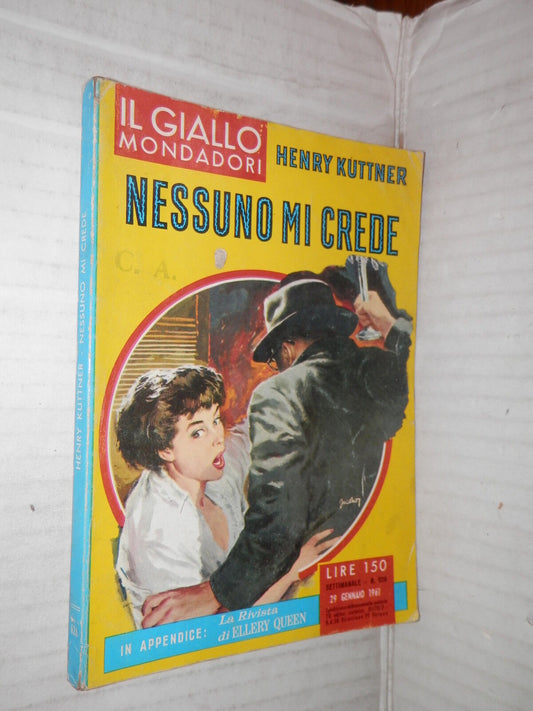 IL GIALLO
MONDADORI
HENRY KUTTNER
NESSUNO MI CREDE
C. A.
LIRE 150
SETTIMANALE - N.
29 GENNAIO 1961
IN APPENDICE:
La Rivista
di ELLERY QUEEN
HENRY KUTTNER - NESSUNO MI CREDE